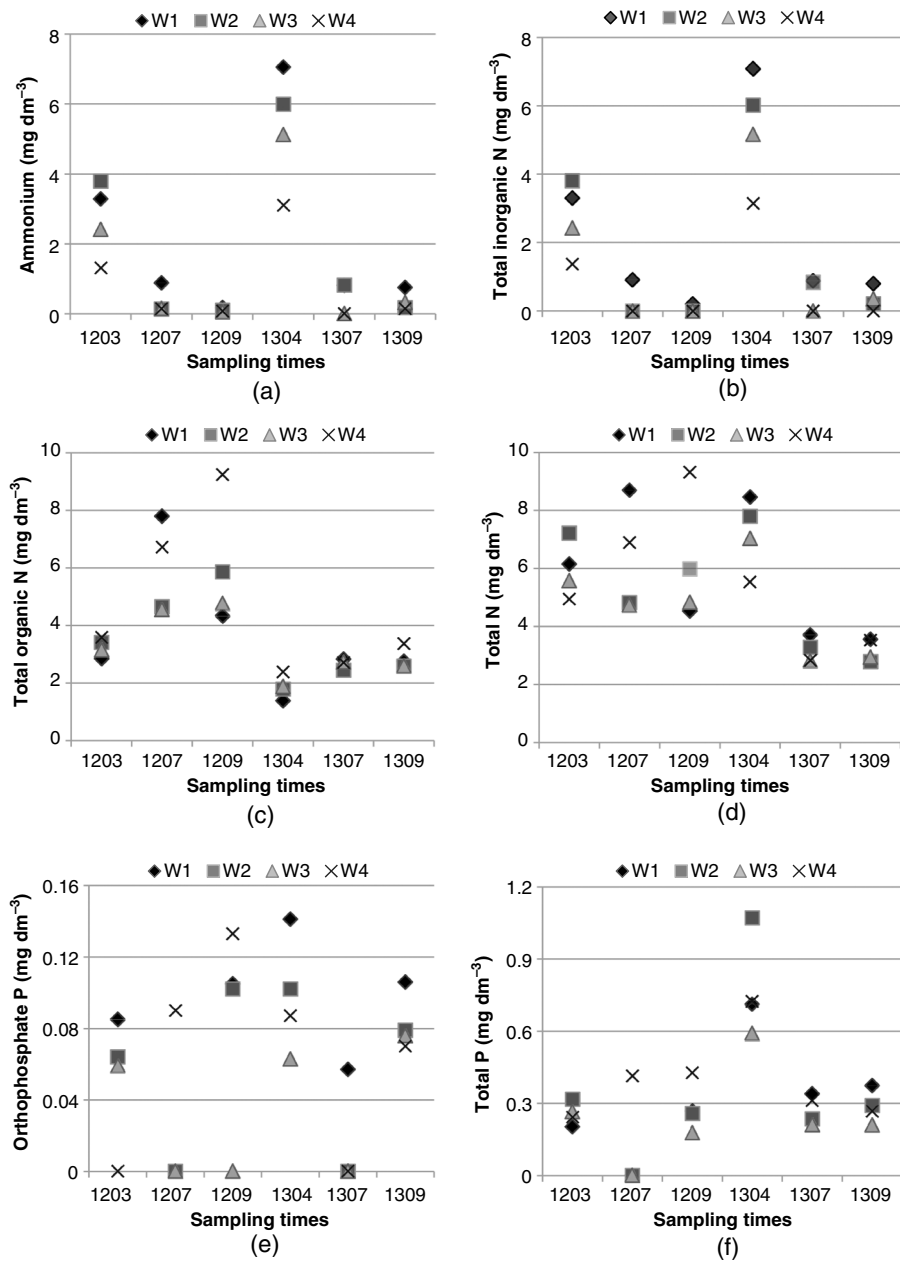 W1 W2 W3 W4
8
6
4
2
0
Ammonium (mg dm⁻³)
1203 1207 1209 1304 1307 1309
Sampling times
(a)
W1 W2 W3 W4
8
6
4
2
0
Total inorganic N (mg dm⁻³)
1203 1207 1209 1304 1307 1309
Sampling times
(b)
W1 W2 W3 W4
10
8
6
4
2
0
Total organic N (mg dm⁻³)
1203 1207 1209 1304 1307 1309
Sampling times
(c)
W1 W2 W3 W4
10
8
6
4
2
0
Total N (mg dm⁻³)
1203 1207 1209 1304 1307 1309
Sampling times
(d)
W1 W2 W3 W4
0.16
0.12
0.08
0.04
0
Orthophosphate P (mg dm⁻³)
1203 1207 1209 1304 1307 1309
Sampling times
(e)
W1 W2 W3 W4
1.2
0.9
0.6
0.3
0
Total P (mg dm⁻³)
1203 1207 1209 1304 1307 1309
Sampling times
(f)